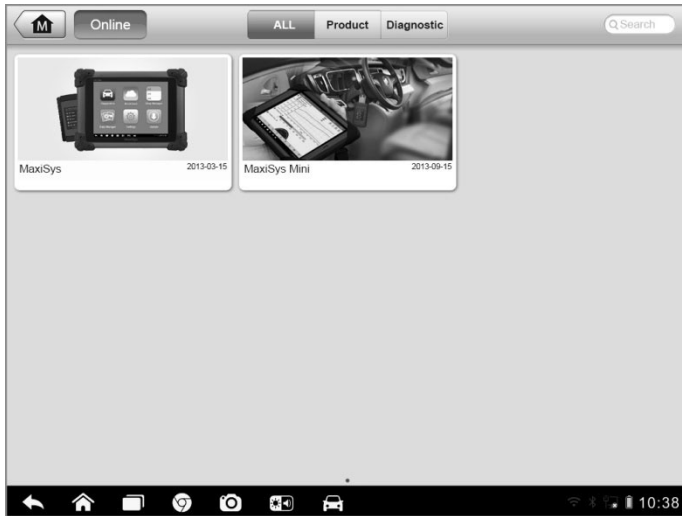 M
Online
ALL
Product
Diagnostic
Search
MaxiSys
2013-03-15
MaxiSys Mini
2013-09-15
10:38